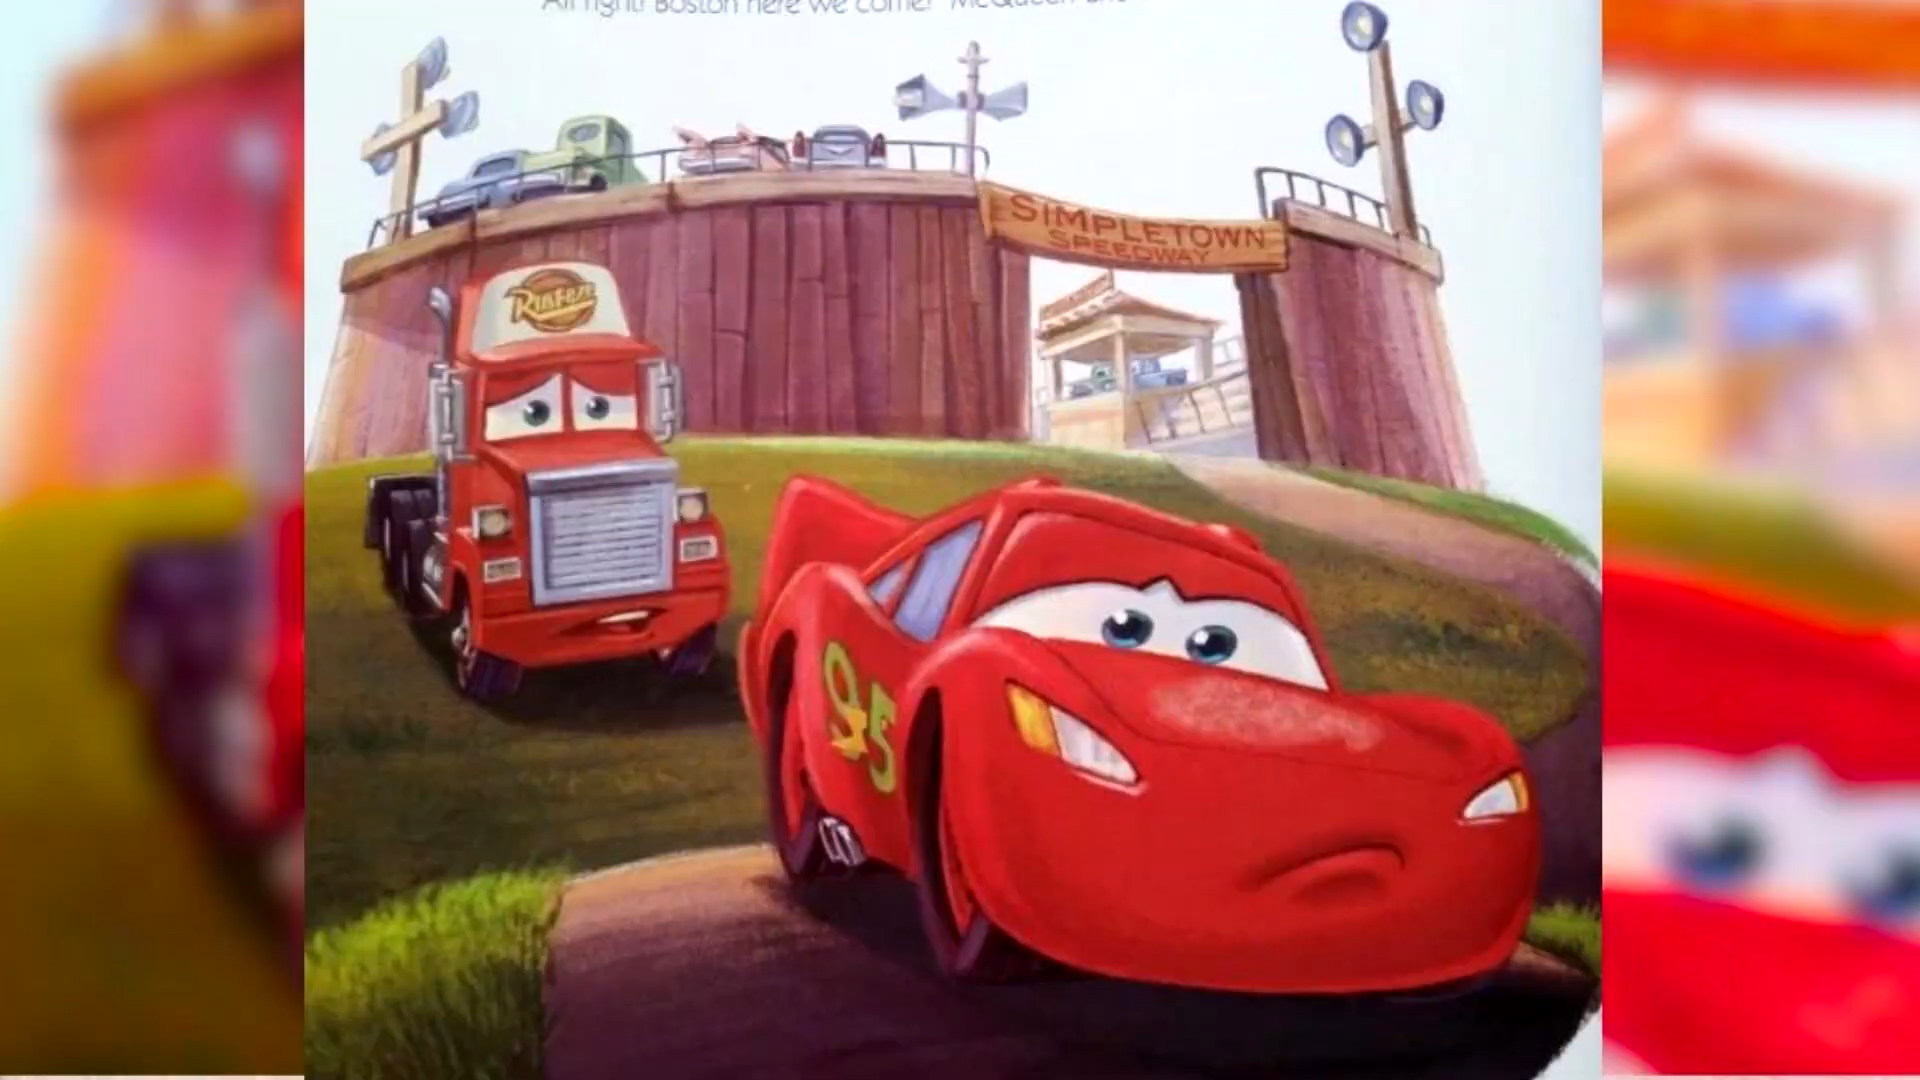 All right! Boston here we come! McQueen
SIMPLETOWN
SPEEDWAY
Rust-eze
95